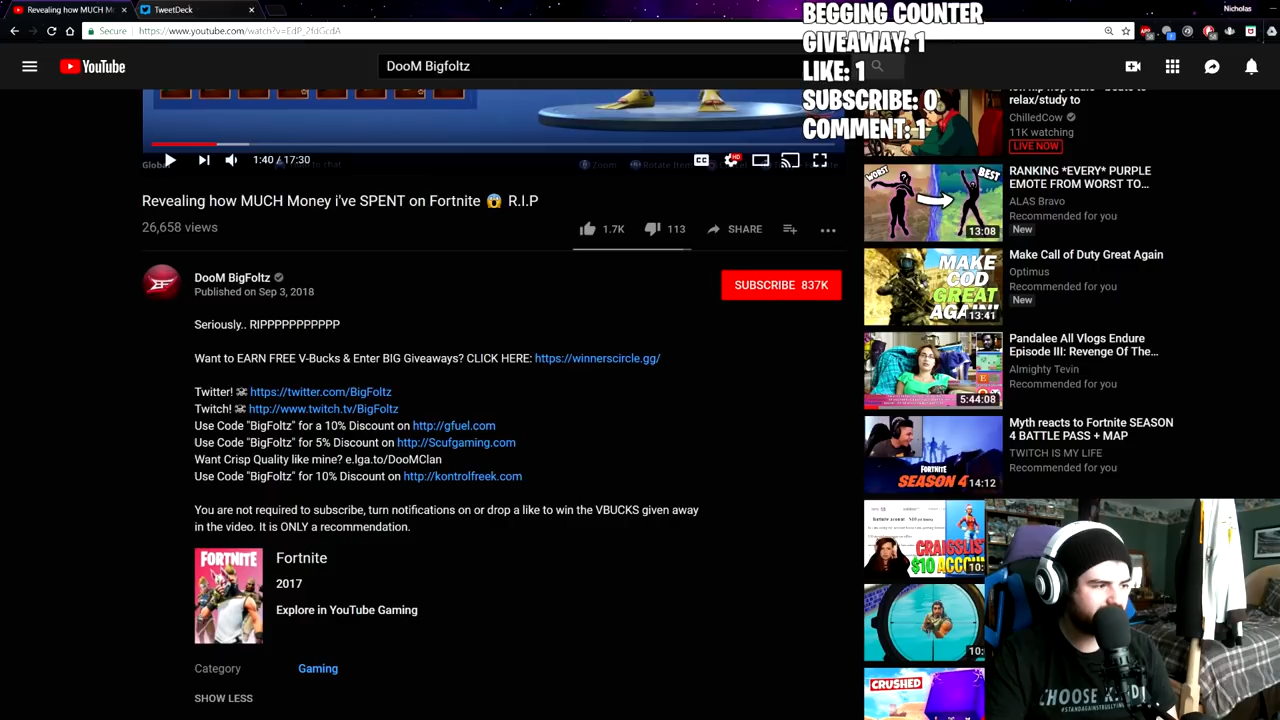 Revealing how MUCH M
TweetDeck
Nicholas
Secure
https://www.youtube.com/watch?v=EdP_2fdGcdA
BEGGING COUNTER
GIVEAWAY: 1
LIKE: 1
SUBSCRIBE: 0
COMMENT: 1
YouTube
DooM Bigfoltz
relax/study to
ChilledCow
11K watching
LIVE NOW
1:40 / 17:30
CC
HD
Revealing how MUCH Money i've SPENT on Fortnite 😱 R.I.P
26,658 views
1.7K
113
SHARE
DooM BigFoltz
Published on Sep 3, 2018
SUBSCRIBE 837K
Seriously.. RIPPPPPPPPPPP
Want to EARN FREE V-Bucks & Enter BIG Giveaways? CLICK HERE: https://winnerscircle.gg/
Twitter! ☠ https://twitter.com/BigFoltz
Twitch! ☠ http://www.twitch.tv/BigFoltz
Use Code "BigFoltz" for a 10% Discount on http://gfuel.com
Use Code "BigFoltz" for 5% Discount on http://Scufgaming.com
Want Crisp Quality like mine? e.lga.to/DooMClan
Use Code "BigFoltz" for 10% Discount on http://kontrolfreek.com
You are not required to subscribe, turn notifications on or drop a like to win the VBUCKS given away
in the video. It is ONLY a recommendation.
FORTNITE
Fortnite
2017
Explore in YouTube Gaming
Category
Gaming
SHOW LESS
WORST
BEST
13:08
RANKING *EVERY* PURPLE
EMOTE FROM WORST TO...
ALAS Bravo
Recommended for you
New
MAKE
COD
GREAT
AGAIN!
13:41
Make Call of Duty Great Again
Optimus
Recommended for you
New
5:44:08
Pandalee All Vlogs Endure
Episode III: Revenge Of The...
Almighty Tevin
Recommended for you
FORTNITE
SEASON 4
14:12
Myth reacts to Fortnite SEASON
4 BATTLE PASS + MAP
TWITCH IS MY LIFE
Recommended for you
CRAIGSLIST
$10 ACCOU
10:
10:
CRUSHED
CHOOSE KIND
#STANDAGAINSTBULLYING